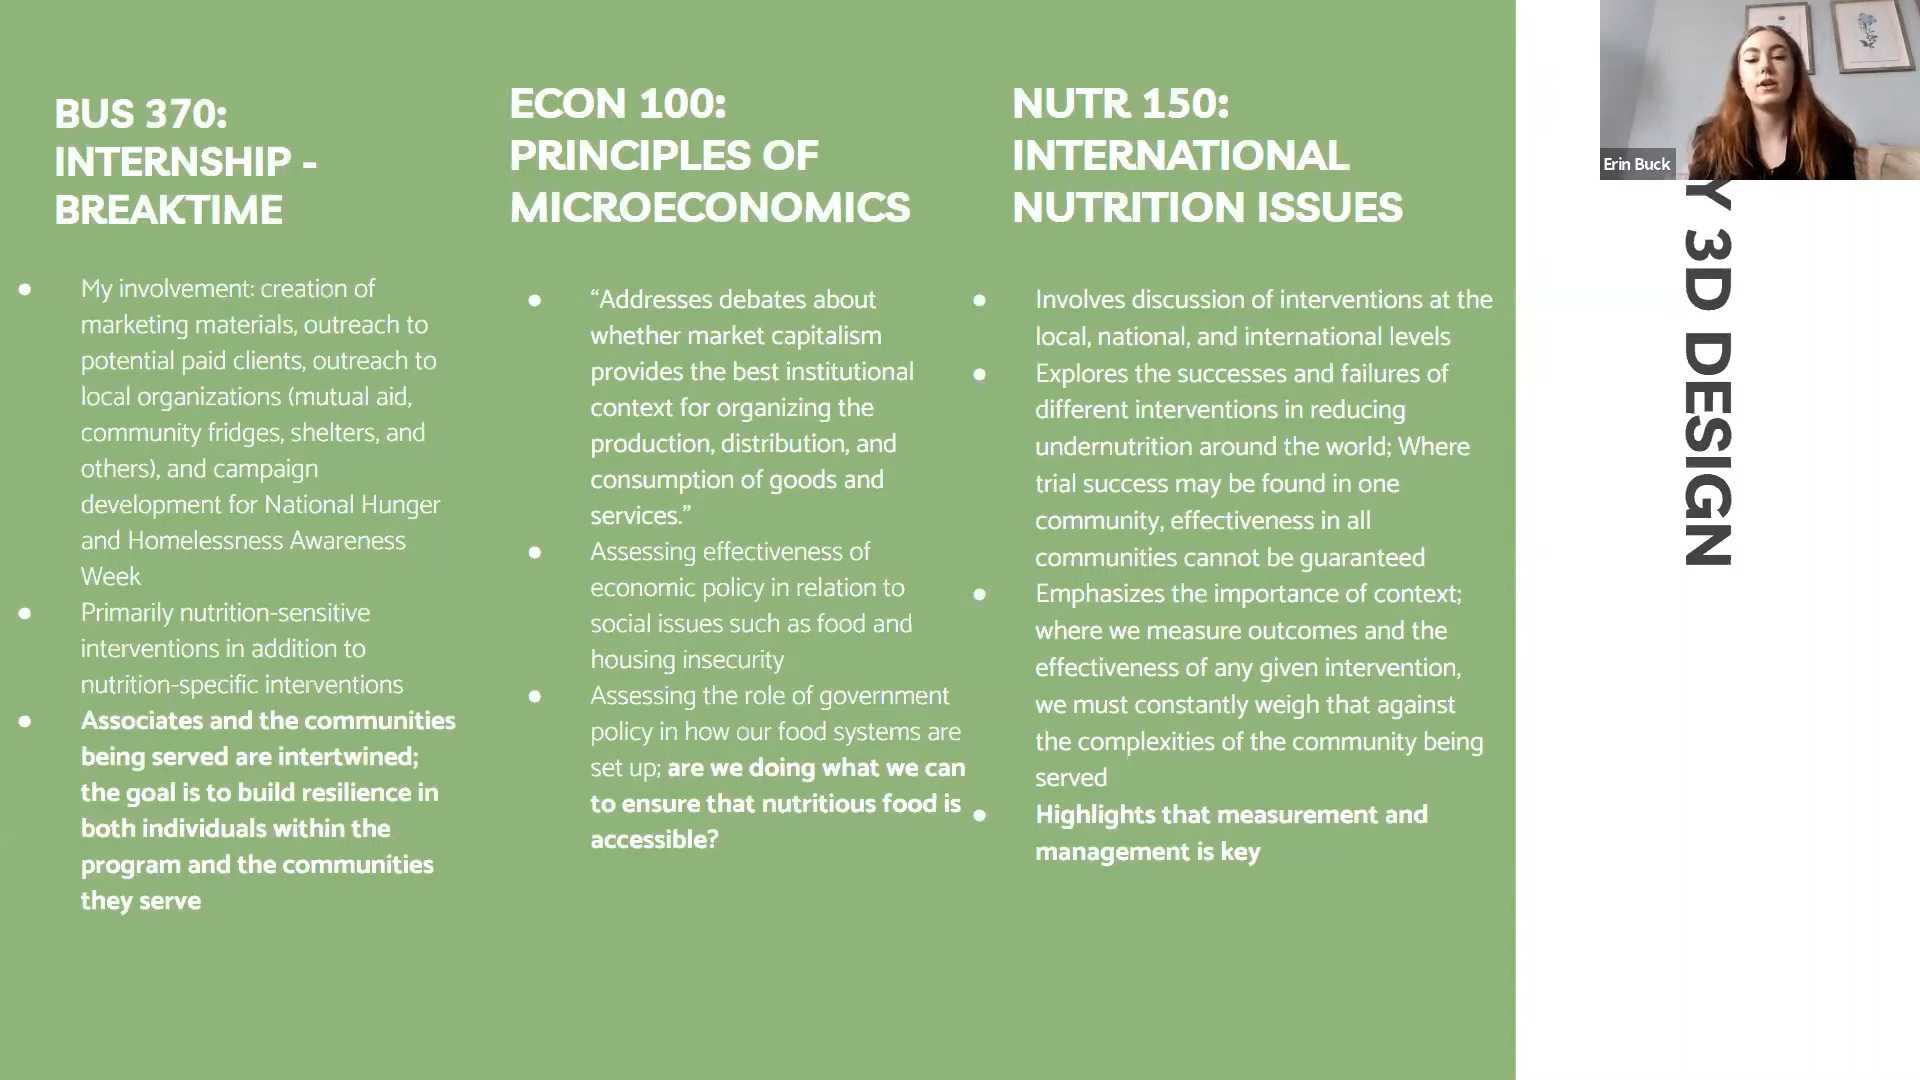 BUS 370:
INTERNSHIP -
BREAKTIME
● My involvement: creation of
marketing materials, outreach to
potential paid clients, outreach to
local organizations (mutual aid,
community fridges, shelters, and
others), and campaign
development for National Hunger
and Homelessness Awareness
Week
● Primarily nutrition-sensitive
interventions in addition to
nutrition-specific interventions
● Associates and the communities
being served are intertwined;
the goal is to build resilience in
both individuals within the
program and the communities
they serve
ECON 100:
PRINCIPLES OF
MICROECONOMICS
● “Addresses debates about
whether market capitalism
provides the best institutional
context for organizing the
production, distribution, and
consumption of goods and
services.”
● Assessing effectiveness of
economic policy in relation to
social issues such as food and
housing insecurity
● Assessing the role of government
policy in how our food systems are
set up; are we doing what we can
to ensure that nutritious food is
accessible?
NUTR 150:
INTERNATIONAL
NUTRITION ISSUES
● Involves discussion of interventions at the
local, national, and international levels
● Explores the successes and failures of
different interventions in reducing
undernutrition around the world; Where
trial success may be found in one
community, effectiveness in all
communities cannot be guaranteed
● Emphasizes the importance of context;
where we measure outcomes and the
effectiveness of any given intervention,
we must constantly weigh that against
the complexities of the community being
served
● Highlights that measurement and
management is key
Erin Buck
Y 3D DESIGN